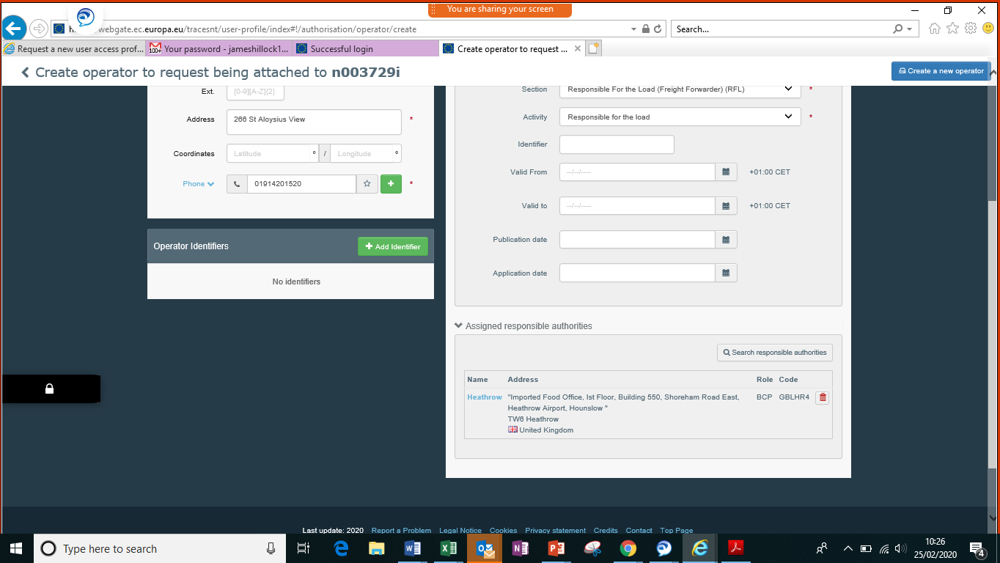 You are sharing your screen
webgate.ec.europa.eu/tracesnt/user-profile/index#!/authorisation/operator/create
Search...
Request a new user access prof...
Your password - jameshillock1...
Successful login
Create operator to request ...
Create operator to request being attached to n003729i
Create a new operator
Ext.
[0-9][A-Z]{2}
Address
266 St Aloysius View
*
Coordinates
Latitude
º
/
Longitude
º
Phone
01914201520
*
Operator Identifiers
Add Identifier
No identifiers
Section
Responsible For the Load (Freight Forwarder) (RFL)
*
Activity
Responsible for the load
*
Identifier
Valid From
--/--/----
+01:00 CET
Valid to
--/--/----
+01:00 CET
Publication date
Application date
Assigned responsible authorities
Search responsible authorities
Name Address Role Code
Heathrow "Imported Food Office, Ist Floor, Building 550, Shoreham Road East, BCP GBLHR4
Heathrow Airport, Hounslow "
TW6 Heathrow
United Kingdom
Last update: 2020 Report a Problem Legal Notice Cookies Privacy statement Credits Contact Top Page
Type here to search
10:26
25/02/2020
4